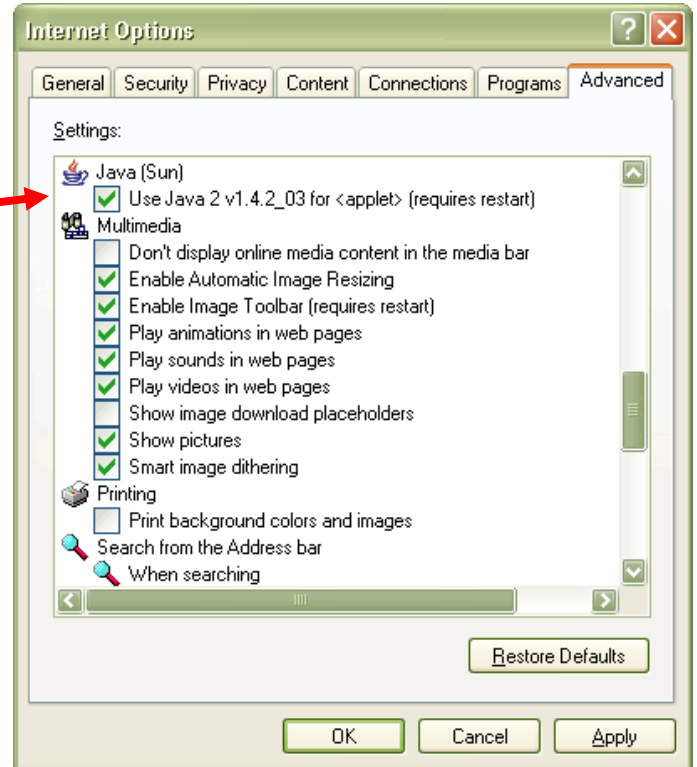 Internet Options
General Security Privacy Content Connections Programs Advanced
Settings:
Java (Sun)
Use Java 2 v1.4.2_03 for <applet> (requires restart)
Multimedia
Don't display online media content in the media bar
Enable Automatic Image Resizing
Enable Image Toolbar (requires restart)
Play animations in web pages
Play sounds in web pages
Play videos in web pages
Show image download placeholders
Show pictures
Smart image dithering
Printing
Print background colors and images
Search from the Address bar
When searching
Restore Defaults
OK Cancel Apply